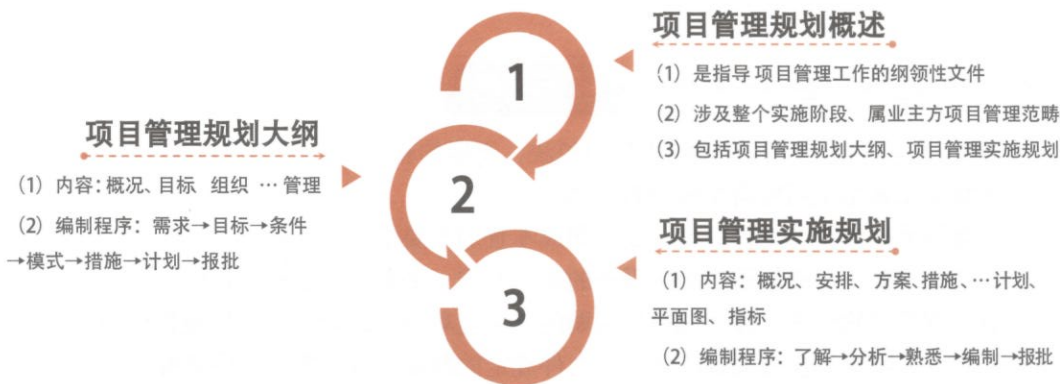 1
项目管理规划概述
(1) 是指导项目管理工作的纲领性文件
(2) 涉及整个实施阶段、属业主方项目管理范畴
(3) 包括项目管理规划大纲、项目管理实施规划
2
项目管理规划大纲
(1) 内容：概况、目标 组织 …管理
(2) 编制程序：需求→目标→条件
→模式→措施→计划→报批
3
项目管理实施规划
(1) 内容：概况、安排、方案、措施、…计划、
平面图、指标
(2) 编制程序：了解→分析→熟悉→编制→报批